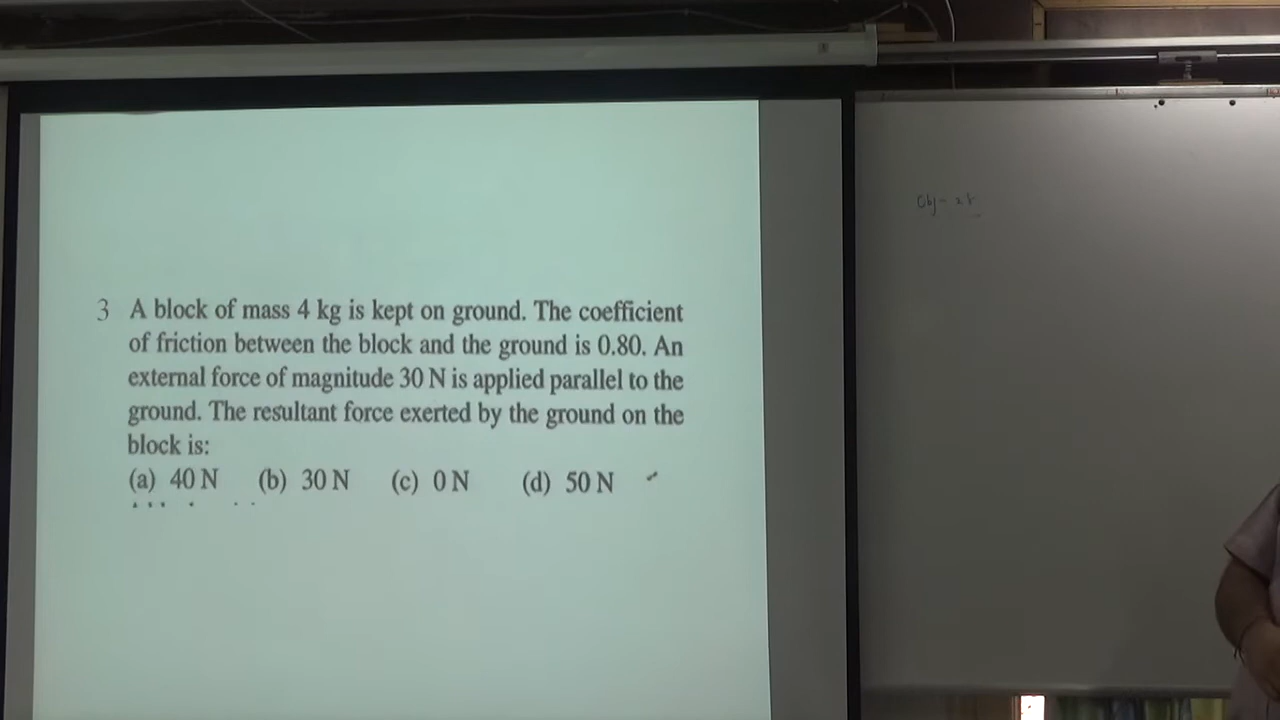 3 A block of mass 4 kg is kept on ground. The coefficient
of friction between the block and the ground is 0.80. An
external force of magnitude 30 N is applied parallel to the
ground. The resultant force exerted by the ground on the
block is:
(a) 40 N (b) 30 N (c) 0 N (d) 50 N
Obj -